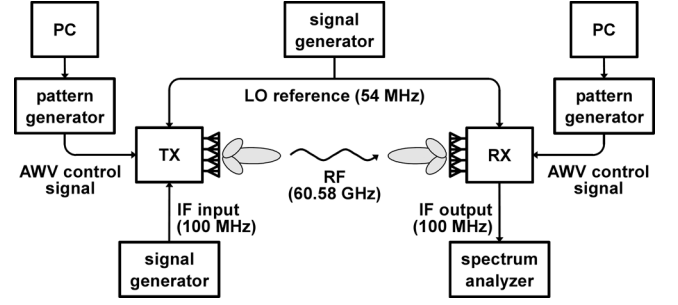 PC
signal
generator
PC
pattern
generator
LO reference (54 MHz)
pattern
generator
TX
RX
AWV control
signal
RF
(60.58 GHz)
AWV control
signal
IF input
(100 MHz)
IF output
(100 MHz)
signal
generator
spectrum
analyzer